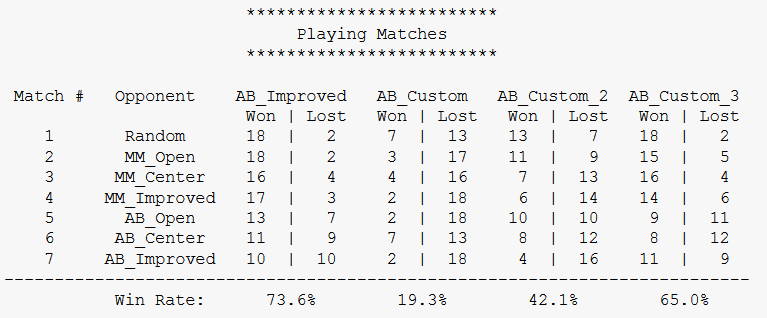 *************************
Playing Matches
*************************
Match # Opponent AB_Improved AB_Custom AB_Custom_2 AB_Custom_3
Won | Lost Won | Lost Won | Lost Won | Lost
1 Random 18 | 2 7 | 13 13 | 7 18 | 2
2 MM_Open 18 | 2 3 | 17 11 | 9 15 | 5
3 MM_Center 16 | 4 4 | 16 7 | 13 16 | 4
4 MM_Improved 17 | 3 2 | 18 6 | 14 14 | 6
5 AB_Open 13 | 7 2 | 18 10 | 10 9 | 11
6 AB_Center 11 | 9 7 | 13 8 | 12 8 | 12
7 AB_Improved 10 | 10 2 | 18 4 | 16 11 | 9
--------------------------------------------------------------------------
Win Rate: 73.6% 19.3% 42.1% 65.0%